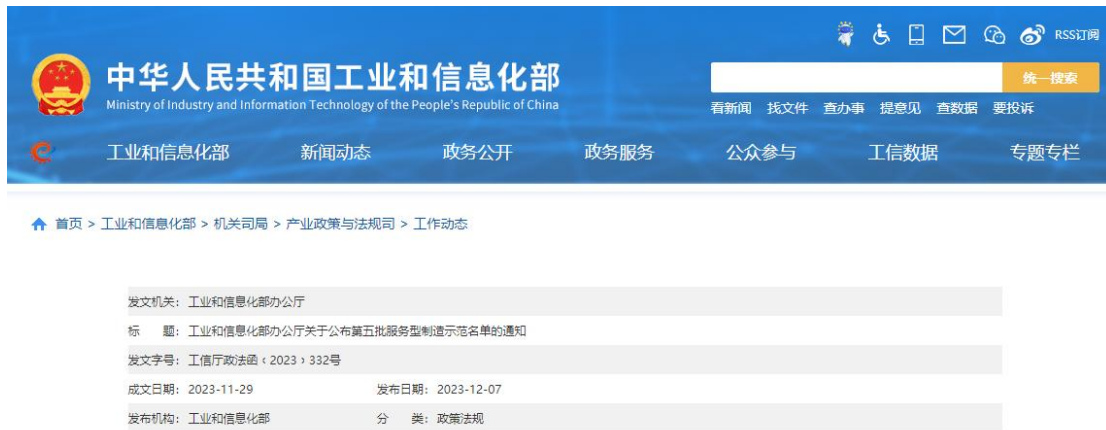 RSS订阅
中华人民共和国工业和信息化部
Ministry of Industry and Information Technology of the People's Republic of China
统一搜索
看新闻 找文件 查办事 提意见 查数据 要投诉
工业和信息化部 新闻动态 政务公开 政务服务 公众参与 工信数据 专题专栏
首页 > 工业和信息化部 > 机关司局 > 产业政策与法规司 > 工作动态
发文机关: 工业和信息化部办公厅
标 题: 工业和信息化部办公厅关于公布第五批服务型制造示范名单的通知
发文字号: 工信厅政法函﹝2023﹞332号
成文日期: 2023-11-29 发布日期: 2023-12-07
发布机构: 工业和信息化部 分 类: 政策法规